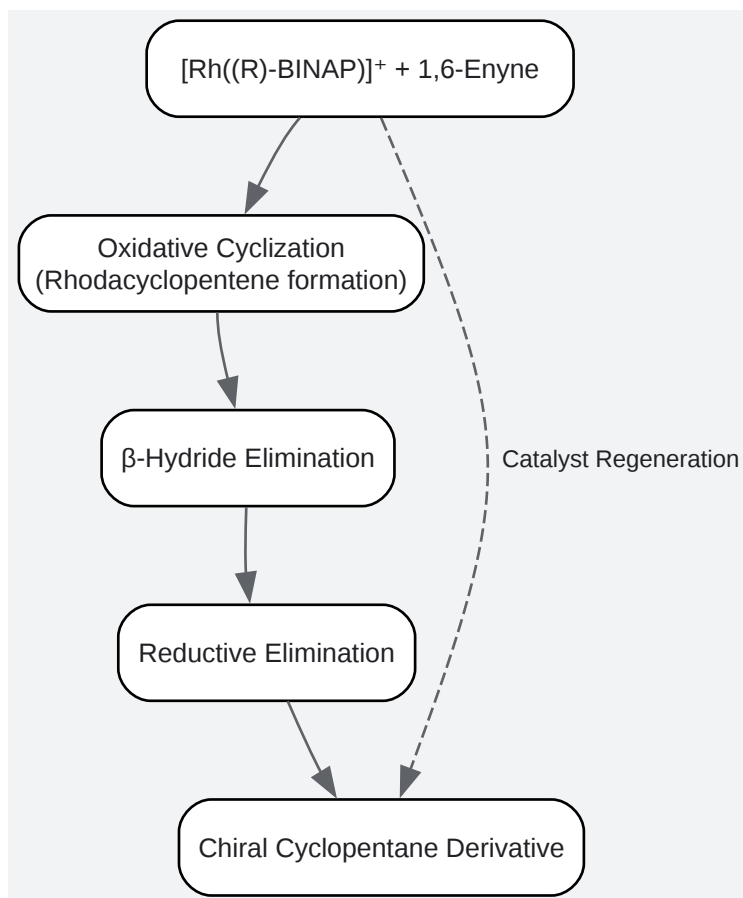 [Rh((R)-BINAP)]⁺ + 1,6-Enyne
Oxidative Cyclization
(Rhodacyclopentene formation)
β-Hydride Elimination
Catalyst Regeneration
Reductive Elimination
Chiral Cyclopentane Derivative